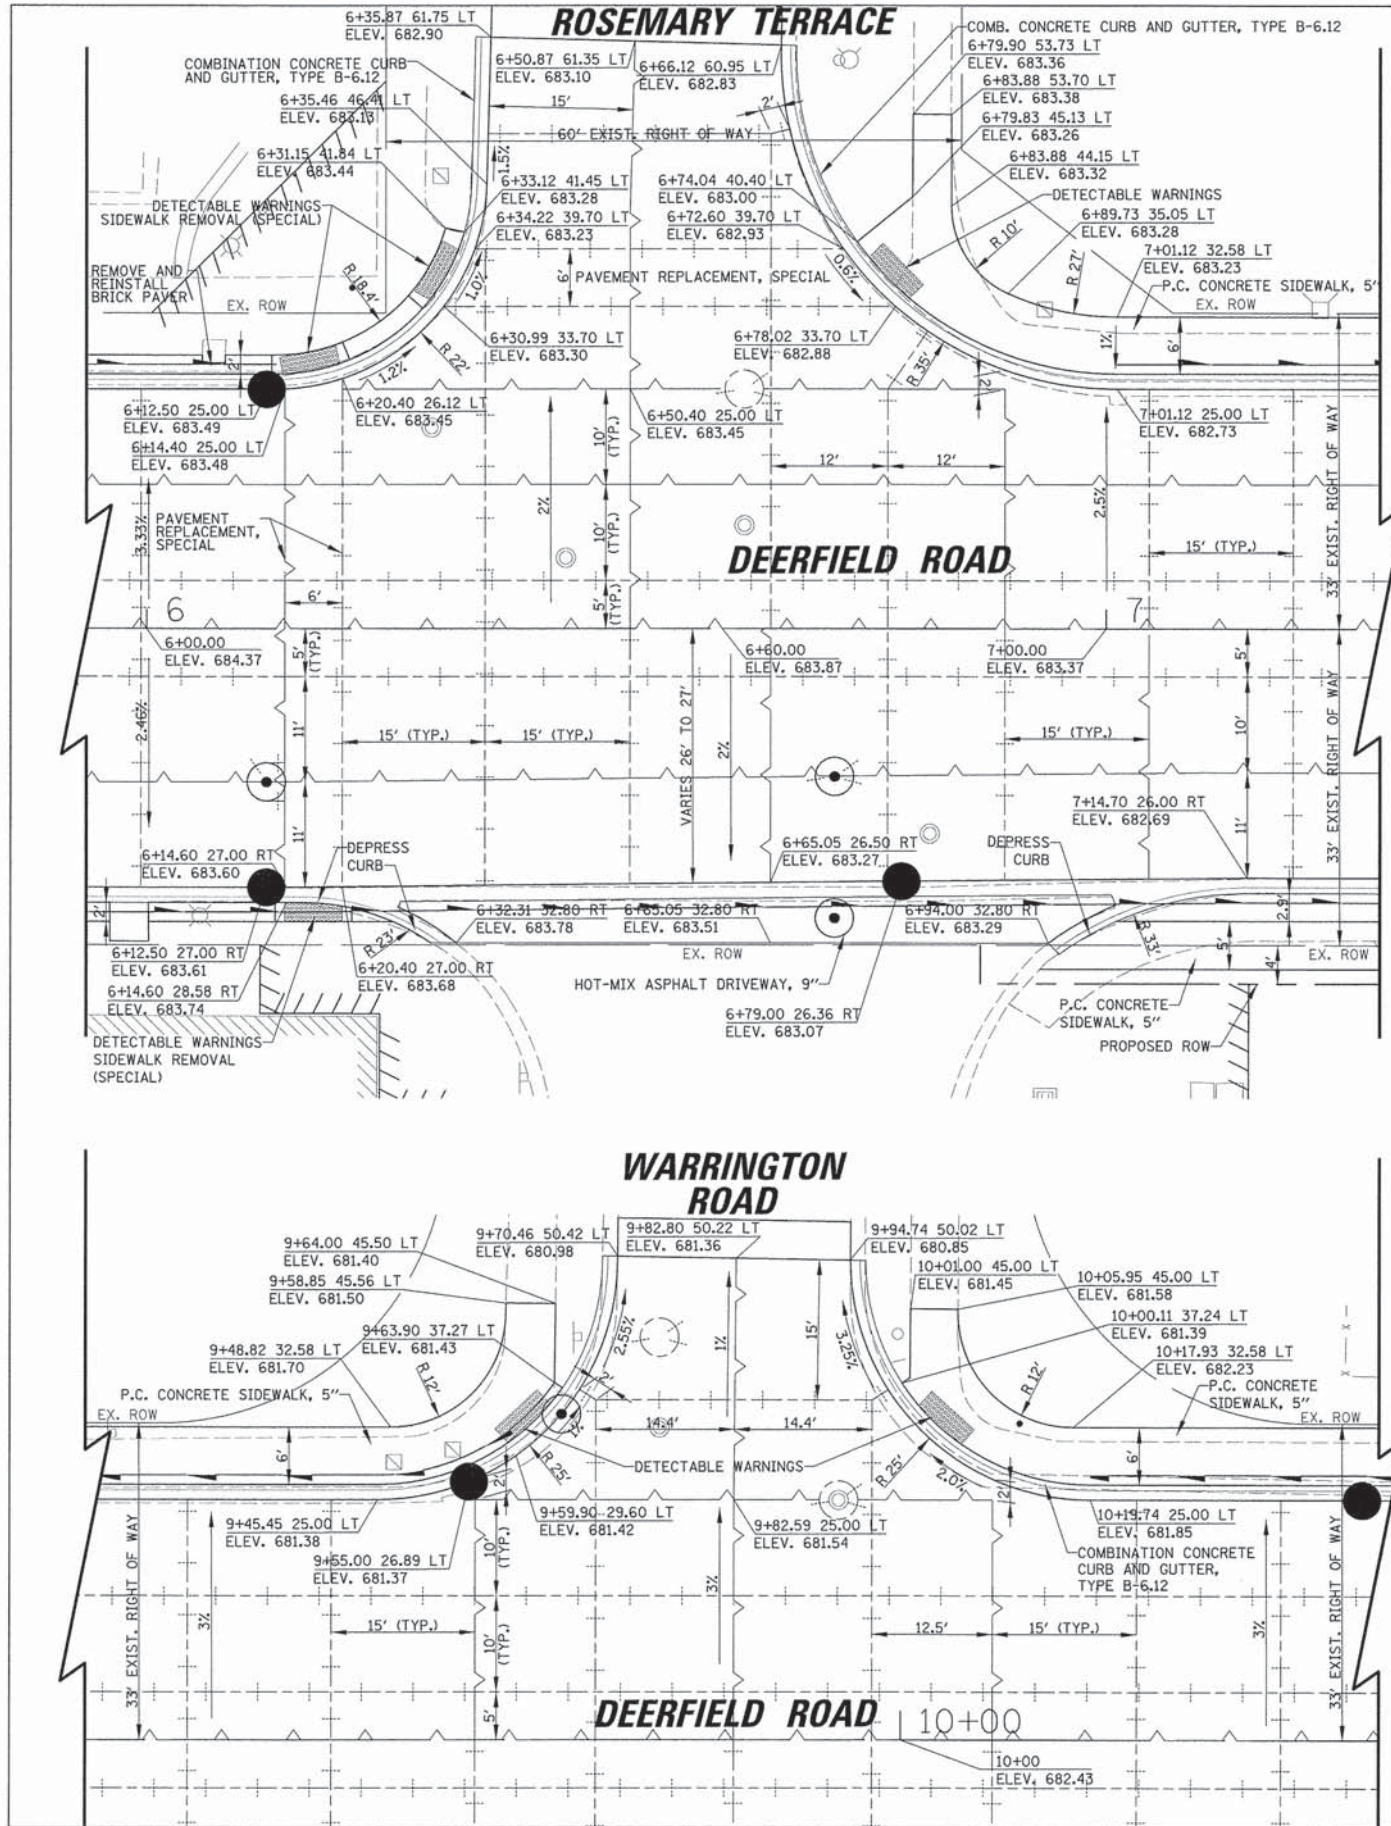 ROSEMARY TERRACE
6+35.87 61.75 LT
ELEV. 682.90
COMB. CONCRETE CURB AND GUTTER, TYPE B-6.12
COMBINATION CONCRETE CURB
AND GUTTER, TYPE B-6.12
6+50.87 61.35 LT
ELEV. 683.10
6+66.12 60.95 LT
ELEV. 682.83
6+79.90 53.73 LT
ELEV. 683.36
6+83.88 53.70 LT
ELEV. 683.38
6+35.46 46.41 LT
ELEV. 683.13
15'
2'
6+79.83 45.13 LT
ELEV. 683.26
60' EXIST. RIGHT OF WAY
1.5%
6+31.15 41.84 LT
ELEV. 683.44
6+33.12 41.45 LT
ELEV. 683.28
6+74.04 40.40 LT
ELEV. 683.00
6+83.88 44.15 LT
ELEV. 683.32
DETECTABLE WARNINGS
DETECTABLE WARNINGS
SIDEWALK REMOVAL (SPECIAL)
6+34.22 39.70 LT
ELEV. 683.23
6+72.60 39.70 LT
ELEV. 682.93
6+89.73 35.05 LT
ELEV. 683.28
R 10'
R 27'
7+01.12 32.58 LT
ELEV. 683.23
REMOVE AND
REINSTALL
BRICK PAVER
R 18.4'
1.0%
6'
PAVEMENT REPLACEMENT, SPECIAL
0.6%
P.C. CONCRETE SIDEWALK, 5"
EX. ROW
EX. ROW
6+30.99 33.70 LT
ELEV. 683.30
6+78.02 33.70 LT
ELEV. 682.88
1%
6'
2'
1.2%
R 22'
R 35'
2'
6+12.50 25.00 LT
ELEV. 683.49
6+20.40 26.12 LT
ELEV. 683.45
6+50.40 25.00 LT
ELEV. 683.45
7+01.12 25.00 LT
ELEV. 682.73
6+14.40 25.00 LT
ELEV. 683.48
10'
(TYP.)
12'
12'
3.33%
PAVEMENT
REPLACEMENT,
SPECIAL
2%
10'
(TYP.)
2.5%
33' EXIST. RIGHT OF WAY
DEERFIELD ROAD
15' (TYP.)
6
6'
5'
(TYP.)
7
6+00.00
ELEV. 684.37
5'
(TYP.)
6+60.00
ELEV. 683.87
7+00.00
ELEV. 683.37
5'
2.46%
11'
15' (TYP.)
15' (TYP.)
VARIES 26' TO 27'
2%
15' (TYP.)
10'
33' EXIST. RIGHT OF WAY
11'
7+14.70 26.00 RT
ELEV. 682.69
11'
6+14.60 27.00 RT
ELEV. 683.60
DEPRESS
CURB
6+65.05 26.50 RT
ELEV. 683.27
DEPRESS
CURB
2'
6+32.31 32.80 RT
ELEV. 683.78
6+65.05 32.80 RT
ELEV. 683.51
6+94.00 32.80 RT
ELEV. 683.29
2.9'
R 23'
R 33'
5'
6+12.50 27.00 RT
ELEV. 683.61
EX. ROW
EX. ROW
4'
6+20.40 27.00 RT
ELEV. 683.68
HOT-MIX ASPHALT DRIVEWAY, 9"
6+14.60 28.58 RT
ELEV. 683.74
6+79.00 26.36 RT
ELEV. 683.07
P.C. CONCRETE
SIDEWALK, 5"
DETECTABLE WARNINGS
SIDEWALK REMOVAL
(SPECIAL)
PROPOSED ROW
WARRINGTON
ROAD
9+64.00 45.50 LT
ELEV. 681.40
9+70.46 50.42 LT
ELEV. 680.98
9+82.80 50.22 LT
ELEV. 681.36
9+94.74 50.02 LT
ELEV. 680.85
9+58.85 45.56 LT
ELEV. 681.50
10+01.00 45.00 LT
ELEV. 681.45
10+05.95 45.00 LT
ELEV. 681.58
9+48.82 32.58 LT
ELEV. 681.70
9+63.90 37.27 LT
ELEV. 681.43
2.55%
1%
15'
3.25%
10+00.11 37.24 LT
ELEV. 681.39
10+17.93 32.58 LT
ELEV. 682.23
P.C. CONCRETE SIDEWALK, 5"
R 12'
2'
R 12'
P.C. CONCRETE
SIDEWALK, 5"
EX. ROW
EX. ROW
1%
14.4'
14.4'
6'
6'
2'
R 25'
DETECTABLE WARNINGS
R 25'
2.0%
2'
9+45.45 25.00 LT
ELEV. 681.38
9+59.90 29.60 LT
ELEV. 681.42
9+82.59 25.00 LT
ELEV. 681.54
10+19.74 25.00 LT
ELEV. 681.85
9+55.00 26.89 LT
ELEV. 681.37
10'
(TYP.)
COMBINATION CONCRETE
CURB AND GUTTER,
TYPE B-6.12
33' EXIST. RIGHT OF WAY
3%
15' (TYP.)
10'
(TYP.)
3%
12.5'
15' (TYP.)
3%
33' EXIST. RIGHT OF WAY
5'
DEERFIELD ROAD
10+00
10+00
ELEV. 682.43